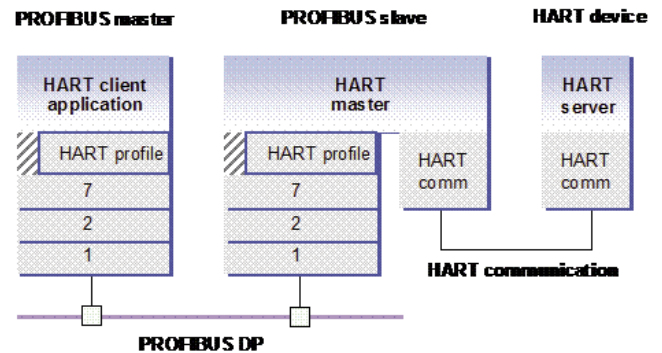 PROFIBUS master
PROFIBUS slave
HART device
HART client
application
HART
master
HART
server
HART profile
HART profile
HART
comm
HART
comm
7
7
2
2
1
1
HART communication
PROFIBUS DP